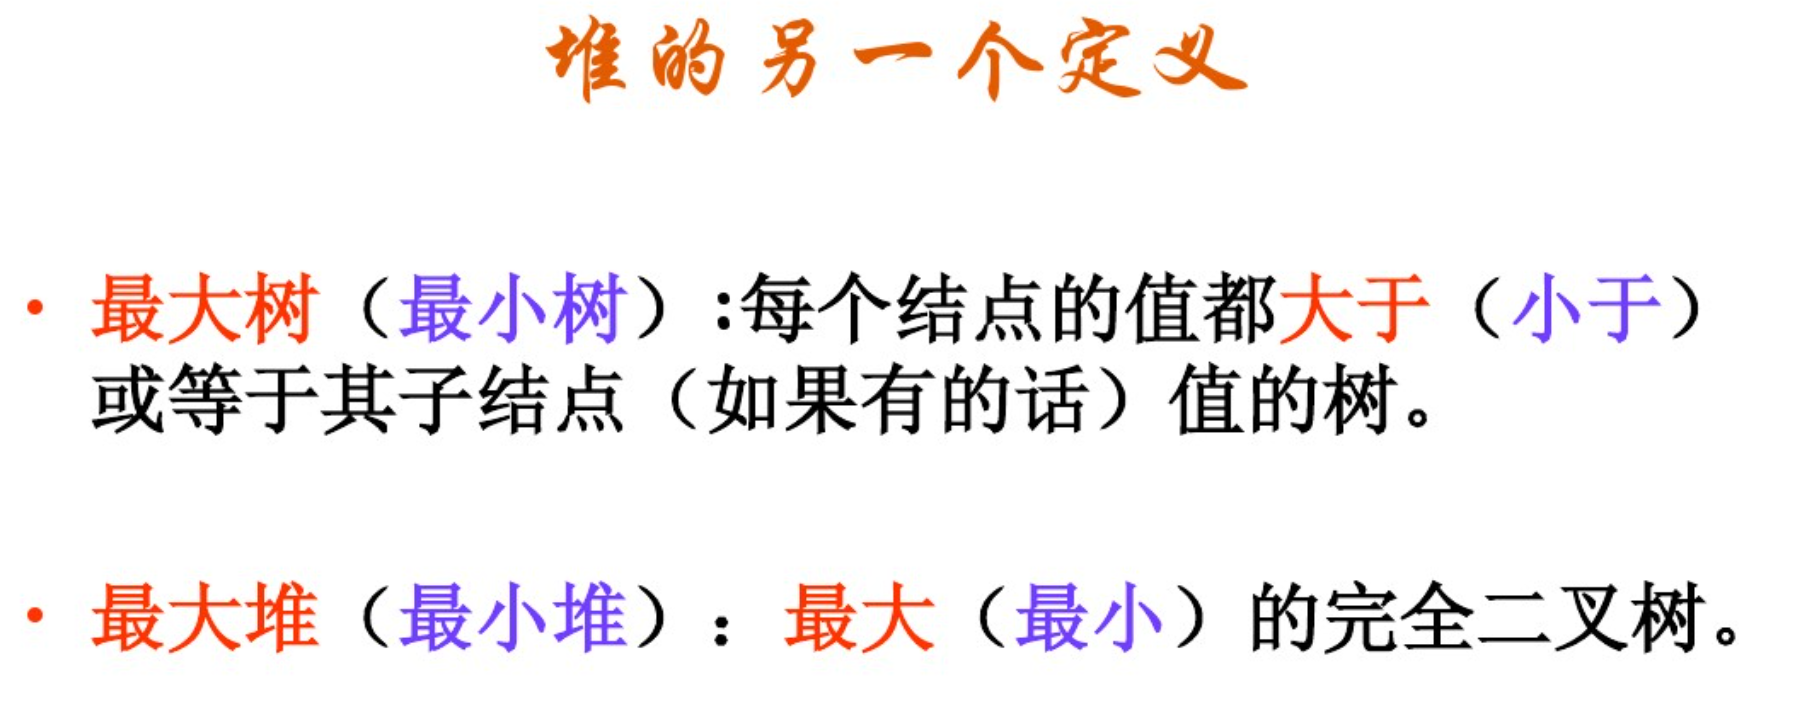 堆的另一个定义
• 最大树（最小树）:每个结点的值都大于（小于）
或等于其子结点（如果有的话）值的树。
• 最大堆（最小堆）：最大（最小）的完全二叉树。